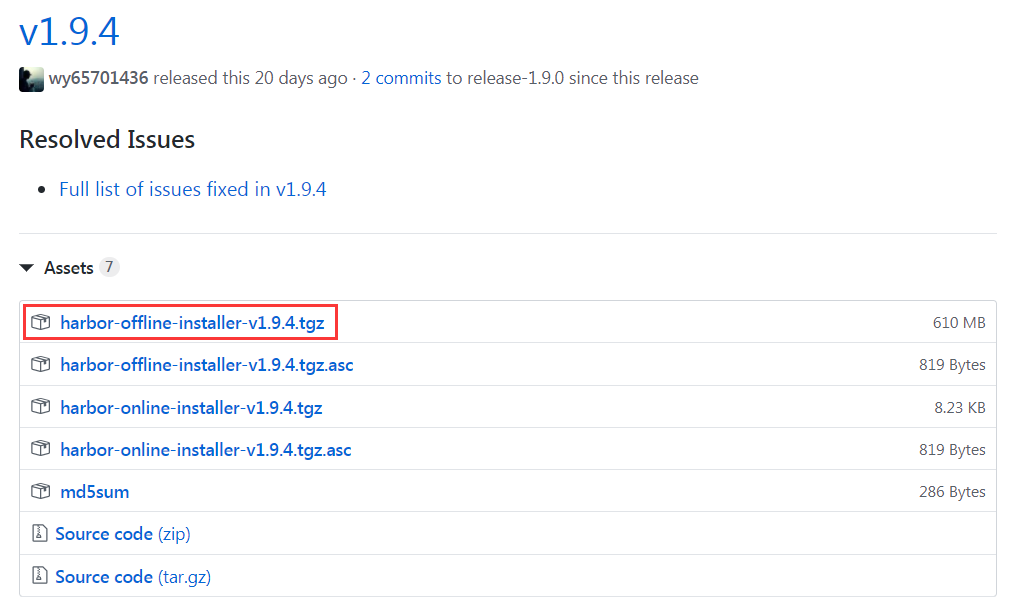 v1.9.4
wy65701436 released this 20 days ago · 2 commits to release-1.9.0 since this release
Resolved Issues
• Full list of issues fixed in v1.9.4
Assets 7
harbor-offline-installer-v1.9.4.tgz 610 MB
harbor-offline-installer-v1.9.4.tgz.asc 819 Bytes
harbor-online-installer-v1.9.4.tgz 8.23 KB
harbor-online-installer-v1.9.4.tgz.asc 819 Bytes
md5sum 286 Bytes
Source code (zip)
Source code (tar.gz)